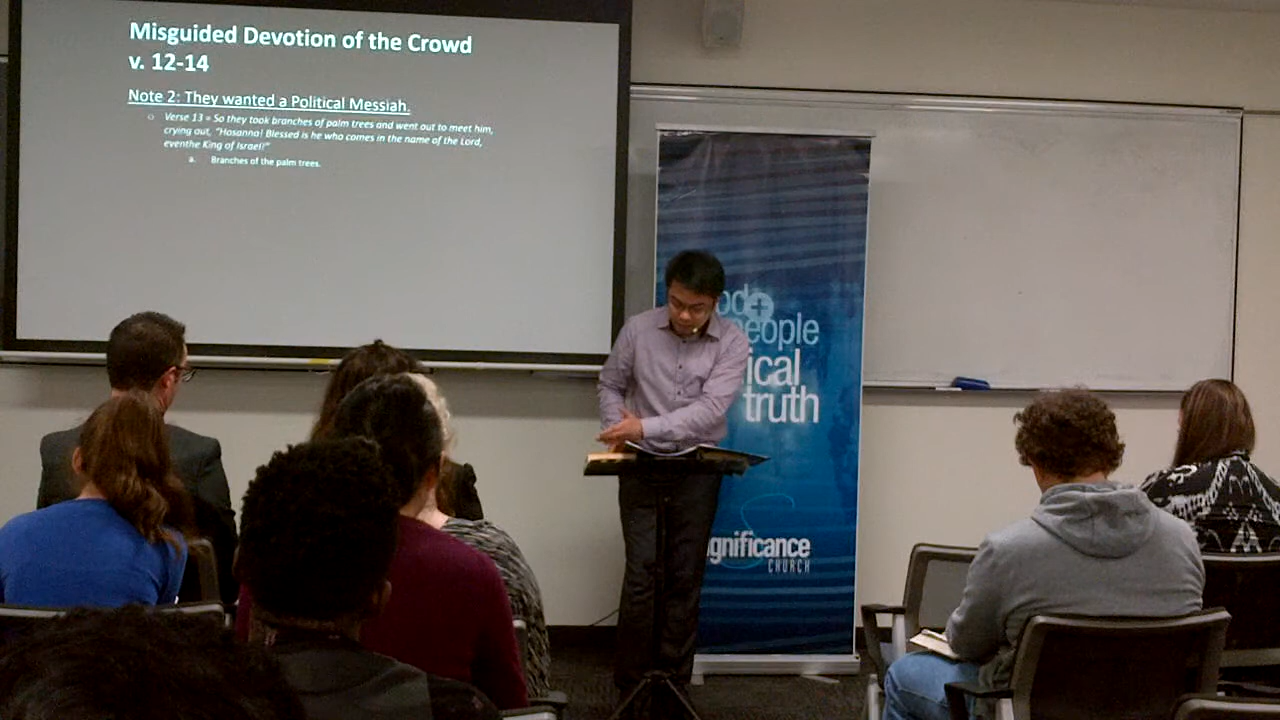 Misguided Devotion of the Crowd
v. 12-14
Note 2: They wanted a Political Messiah.
○ Verse 13 = So they took branches of palm trees and went out to meet him,
crying out, "Hosanna! Blessed is he who comes in the name of the Lord,
eventhe King of Israel!"
a. Branches of the palm trees.
od+
people
ical
truth
gnificance
CHURCH